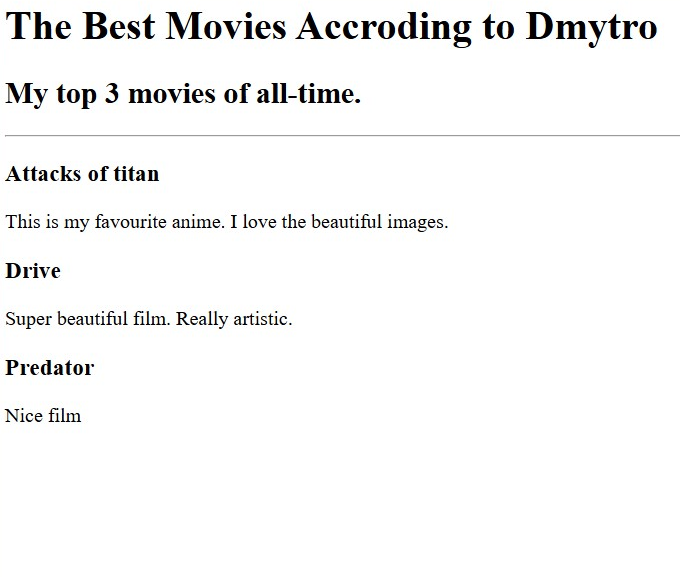 The Best Movies Accroding to Dmytro
My top 3 movies of all-time.
Attacks of titan
This is my favourite anime. I love the beautiful images.
Drive
Super beautiful film. Really artistic.
Predator
Nice film